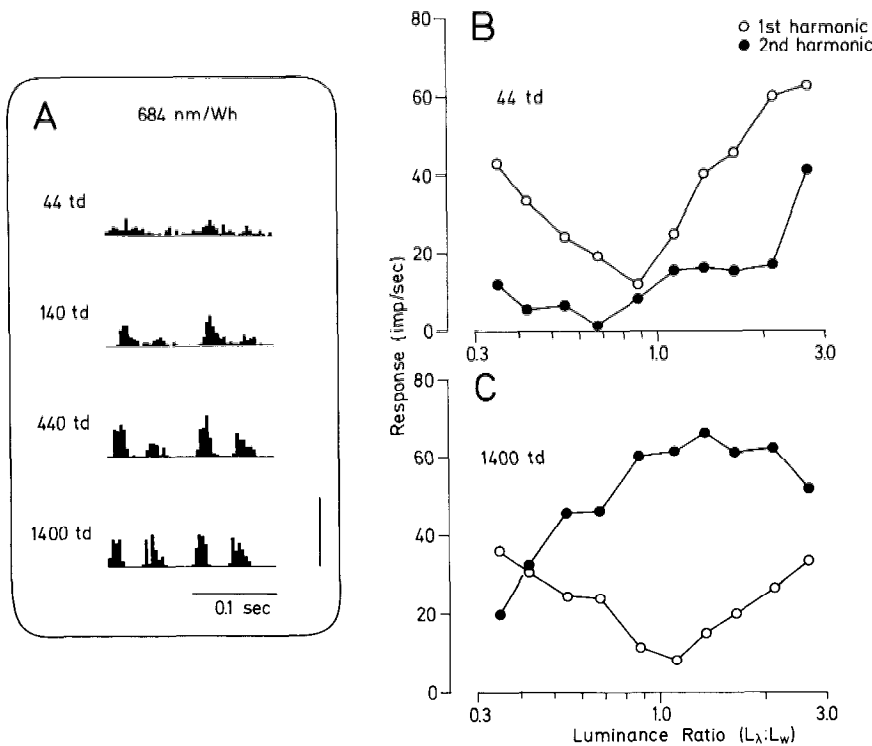 A
684 nm/Wh
44 td
140 td
440 td
1400 td
0.1 sec
B
1st harmonic
2nd harmonic
44 td
80
60
40
20
0
0.3
1.0
3.0
Response (imp/sec)
C
1400 td
80
60
40
20
0
0.3
1.0
3.0
Luminance Ratio (Lλ:Lw)